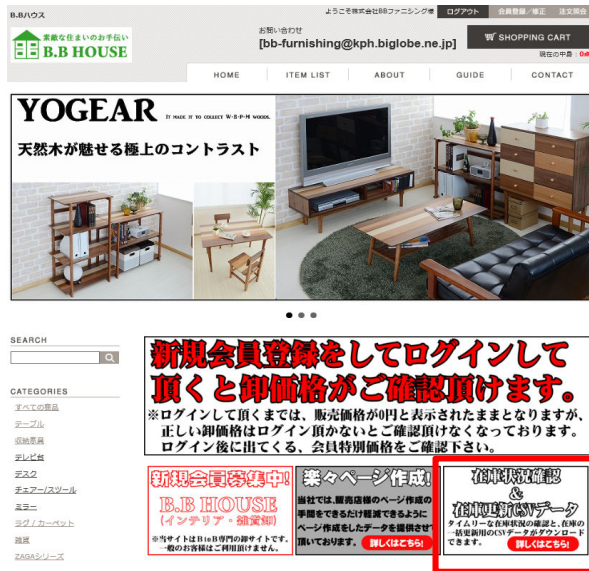 B.Bハウス
ようこそ株式会社BBファニシング様
ログアウト
会員登録/修正
注文照会
素敵な住まいのお手伝い
B.B HOUSE
お問い合わせ
[bb-furnishing@kph.biglobe.ne.jp]
SHOPPING CART
現在の中身：0
HOME
ITEM LIST
ABOUT
GUIDE
CONTACT
YOGEAR
It made it to collect W·B·P·M woods.
天然木が魅せる極上のコントラスト
SEARCH
CATEGORIES
すべての商品
テーブル
収納家具
テレビ台
デスク
チェアー/スツール
ミラー
ラグ / カーペット
雑貨
ZAGAシリーズ
新規会員登録をしてログインして
頂くと卸価格がご確認頂けます。
※ログインして頂くまでは、販売価格が0円と表示されたままとなりますが、
正しい卸価格はログイン頂かないとご確認頂けなくなっております。
ログイン後に出てくる、会員特別価格をご確認下さい。
新規会員募集中!
B.B HOUSE
(インテリア・雑貨卸)
※当サイトはBtoB専門の卸サイトです。
一般のお客様はご利用頂けません。
楽々ページ作成!
当社では、販売店様のページ作成の
手間をできるだけ軽減できるように
ページ作成をしたデータを提供させて
頂いております。
詳しくはこちら!
在庫状況確認
&
在庫更新CSVデータ
タイムリーな在庫状況の確認と、在庫の
一括更新用のCSVデータがダウンロード
できます。
詳しくはこちら!